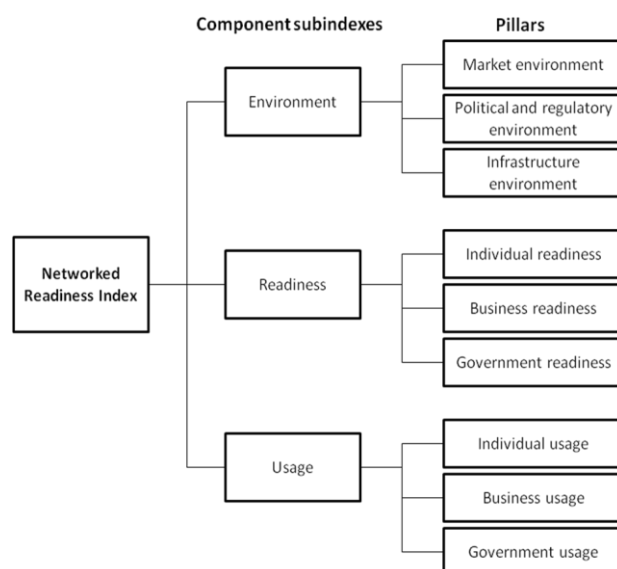 Component subindexes
Pillars
Networked
Readiness Index
Environment
Market environment
Political and regulatory
environment
Infrastructure
environment
Readiness
Individual readiness
Business readiness
Government readiness
Usage
Individual usage
Business usage
Government usage